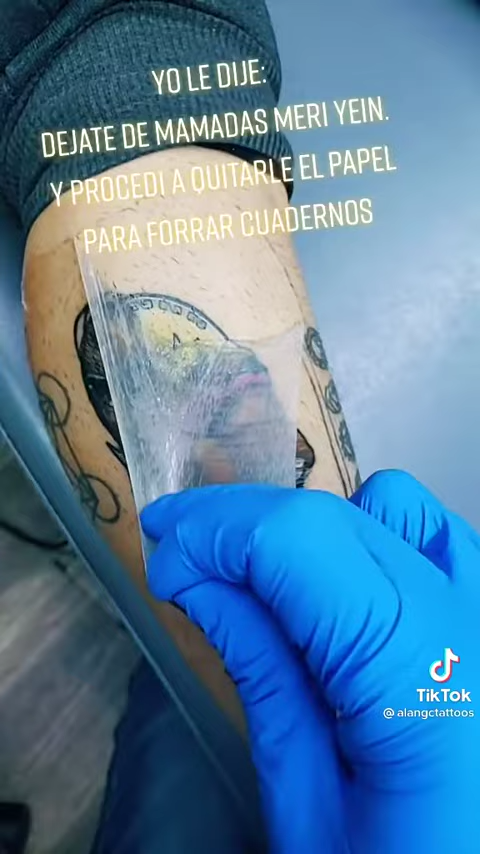 YO LE DIJE:
DEJATE DE MAMADAS MERI YEIN.
Y PROCEDI A QUITARLE EL PAPEL
PARA FORRAR CUADERNOS
TikTok
@alangctattoos